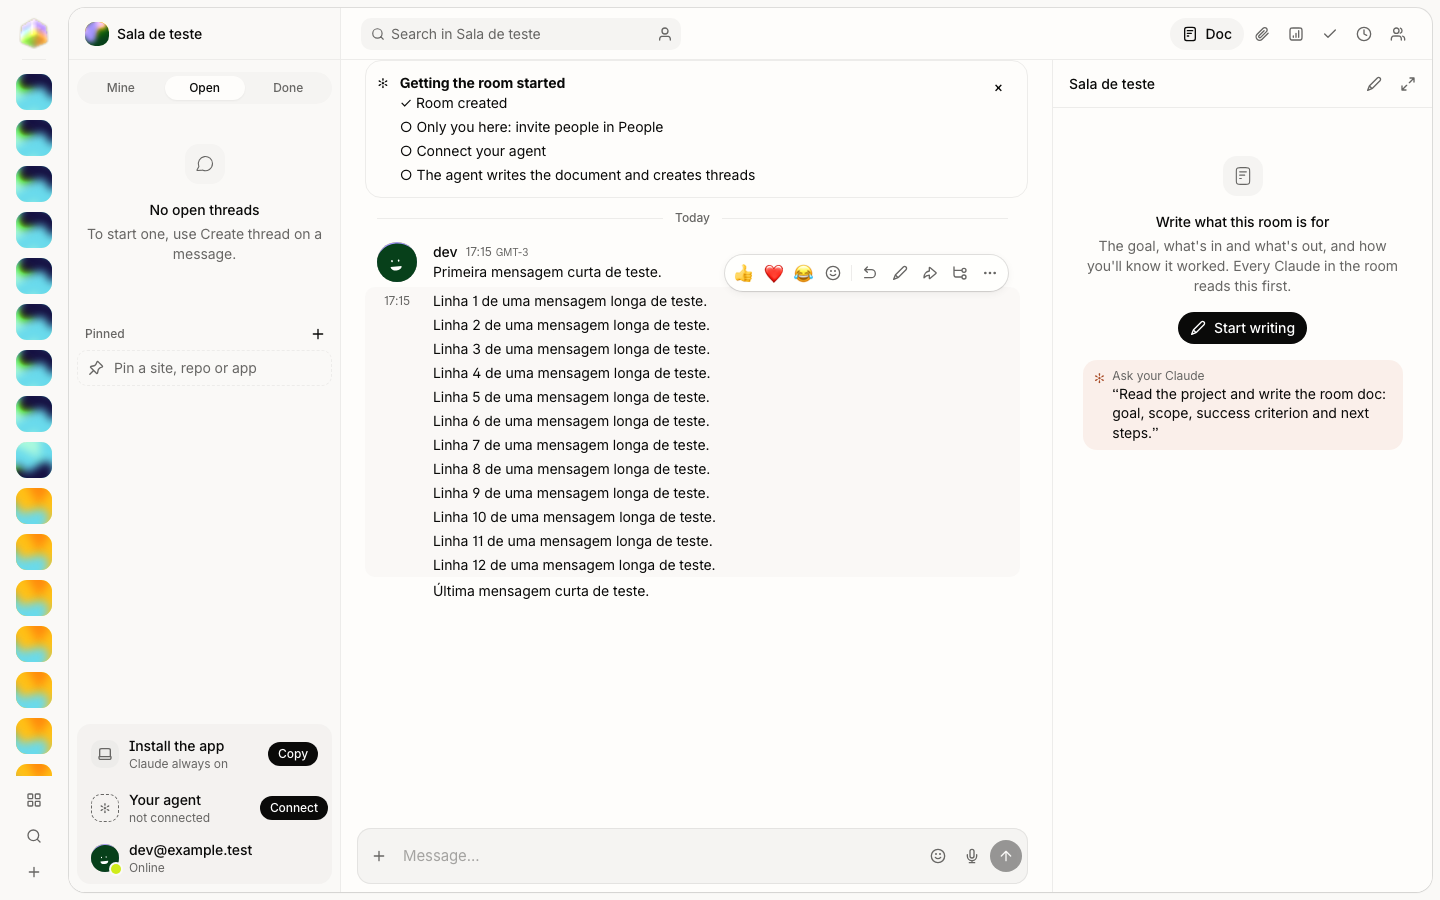 Sala de teste
Search in Sala de teste
Doc
Mine
Open
Done
No open threads
To start one, use Create thread on a
message.
Pinned
Pin a site, repo or app
Install the app
Claude always on
Copy
Your agent
not connected
Connect
dev@example.test
Online
Getting the room started
Room created
Only you here: invite people in People
Connect your agent
The agent writes the document and creates threads
Today
dev 17:15 GMT-3
Primeira mensagem curta de teste.
17:15
Linha 1 de uma mensagem longa de teste.
Linha 2 de uma mensagem longa de teste.
Linha 3 de uma mensagem longa de teste.
Linha 4 de uma mensagem longa de teste.
Linha 5 de uma mensagem longa de teste.
Linha 6 de uma mensagem longa de teste.
Linha 7 de uma mensagem longa de teste.
Linha 8 de uma mensagem longa de teste.
Linha 9 de uma mensagem longa de teste.
Linha 10 de uma mensagem longa de teste.
Linha 11 de uma mensagem longa de teste.
Linha 12 de uma mensagem longa de teste.
Última mensagem curta de teste.
Message...
Sala de teste
Write what this room is for
The goal, what's in and what's out, and how
you'll know it worked. Every Claude in the room
reads this first.
Start writing
Ask your Claude
“Read the project and write the room doc:
goal, scope, success criterion and next
steps.”